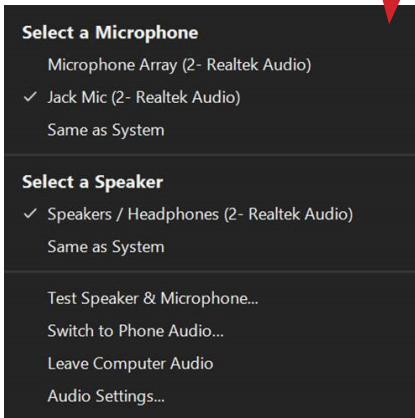 Select a Microphone
Microphone Array (2- Realtek Audio)
Jack Mic (2- Realtek Audio)
Same as System
Select a Speaker
Speakers / Headphones (2- Realtek Audio)
Same as System
Test Speaker & Microphone...
Switch to Phone Audio...
Leave Computer Audio
Audio Settings...